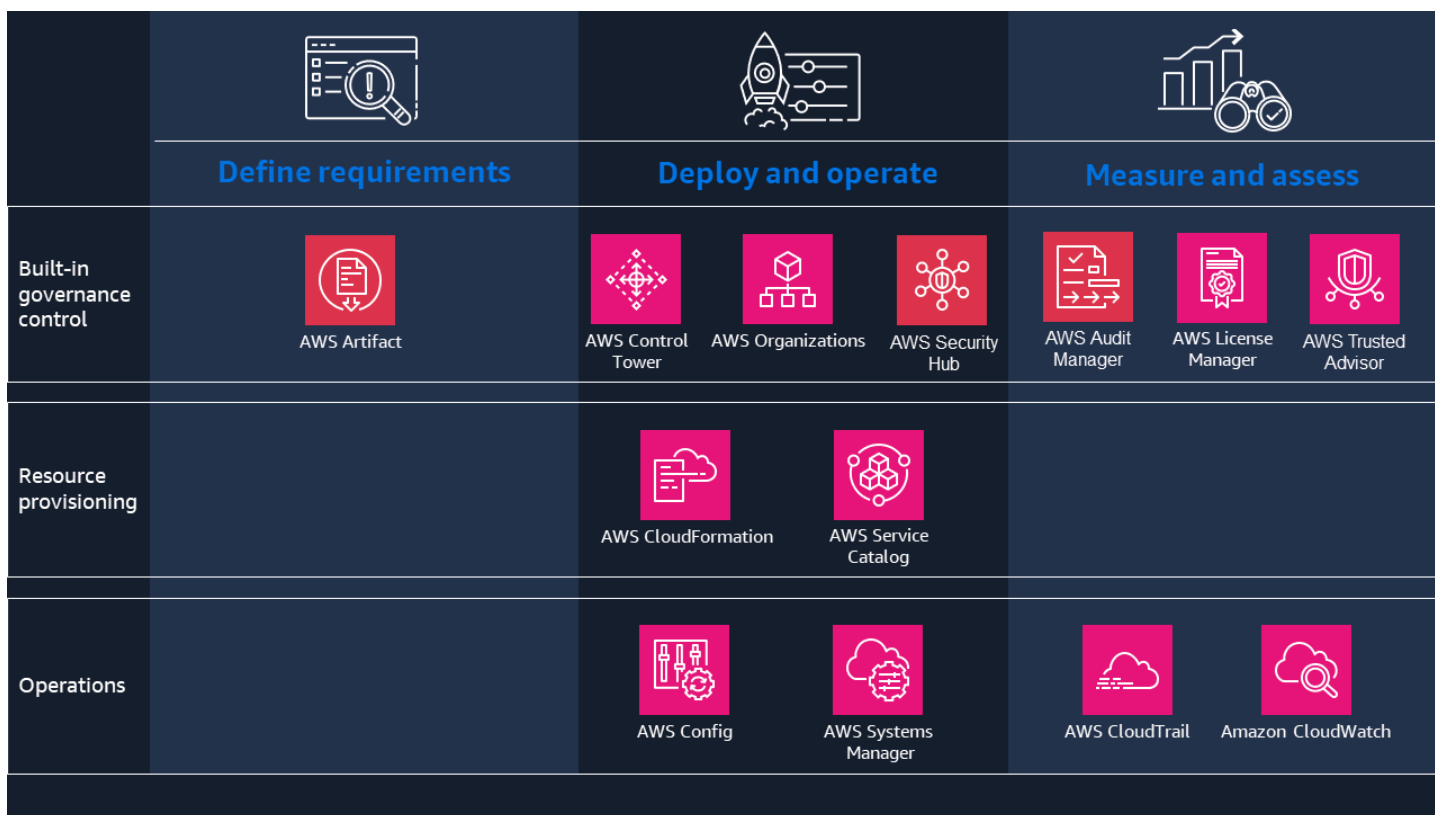 Define requirements
Deploy and operate
Measure and assess
Built-in
governance
control
AWS Artifact
AWS Control
Tower
AWS Organizations
AWS Security
Hub
AWS Audit
Manager
AWS License
Manager
AWS Trusted
Advisor
Resource
provisioning
AWS CloudFormation
AWS Service
Catalog
Operations
AWS Config
AWS Systems
Manager
AWS CloudTrail
Amazon CloudWatch